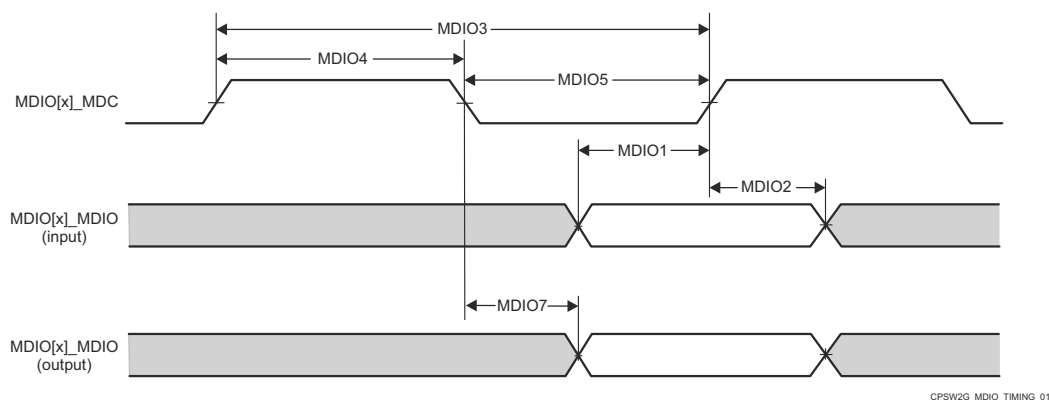 MDIO3
MDIO4
MDIO5
MDIO[x]_MDC
MDIO1
MDIO2
MDIO[x]_MDIO
(input)
MDIO7
MDIO[x]_MDIO
(output)
CPSW2G_MDIO_TIMING_01